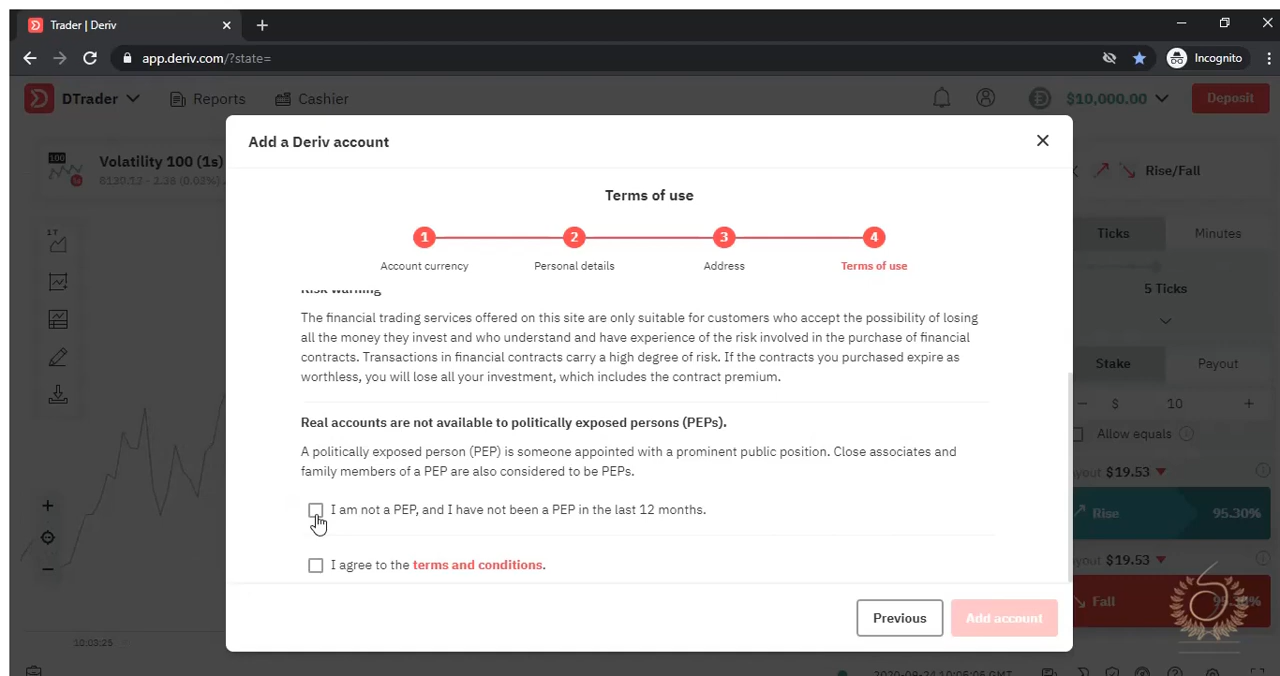 Trader | Deriv
app.deriv.com/?state=
Incognito
DTrader
Reports
Cashier
$10,000.00
Deposit
Add a Deriv account
100
Volatility 100 (1s)
Rise/Fall
Terms of use
1
2
3
4
Account currency
Personal details
Address
Terms of use
1T
Ticks
Minutes
5 Ticks
Risk warning
The financial trading services offered on this site are only suitable for customers who accept the possibility of losing
all the money they invest and who understand and have experience of the risk involved in the purchase of financial
contracts. Transactions in financial contracts carry a high degree of risk. If the contracts you purchased expire as
worthless, you will lose all your investment, which includes the contract premium.
Stake
Payout
$
10
Allow equals
Real accounts are not available to politically exposed persons (PEPs).
A politically exposed person (PEP) is someone appointed with a prominent public position. Close associates and
family members of a PEP are also considered to be PEPs.
I am not a PEP, and I have not been a PEP in the last 12 months.
I agree to the terms and conditions.
$19.53
Rise
95.30%
$19.53
Fall
Previous
Add account
10:03:25